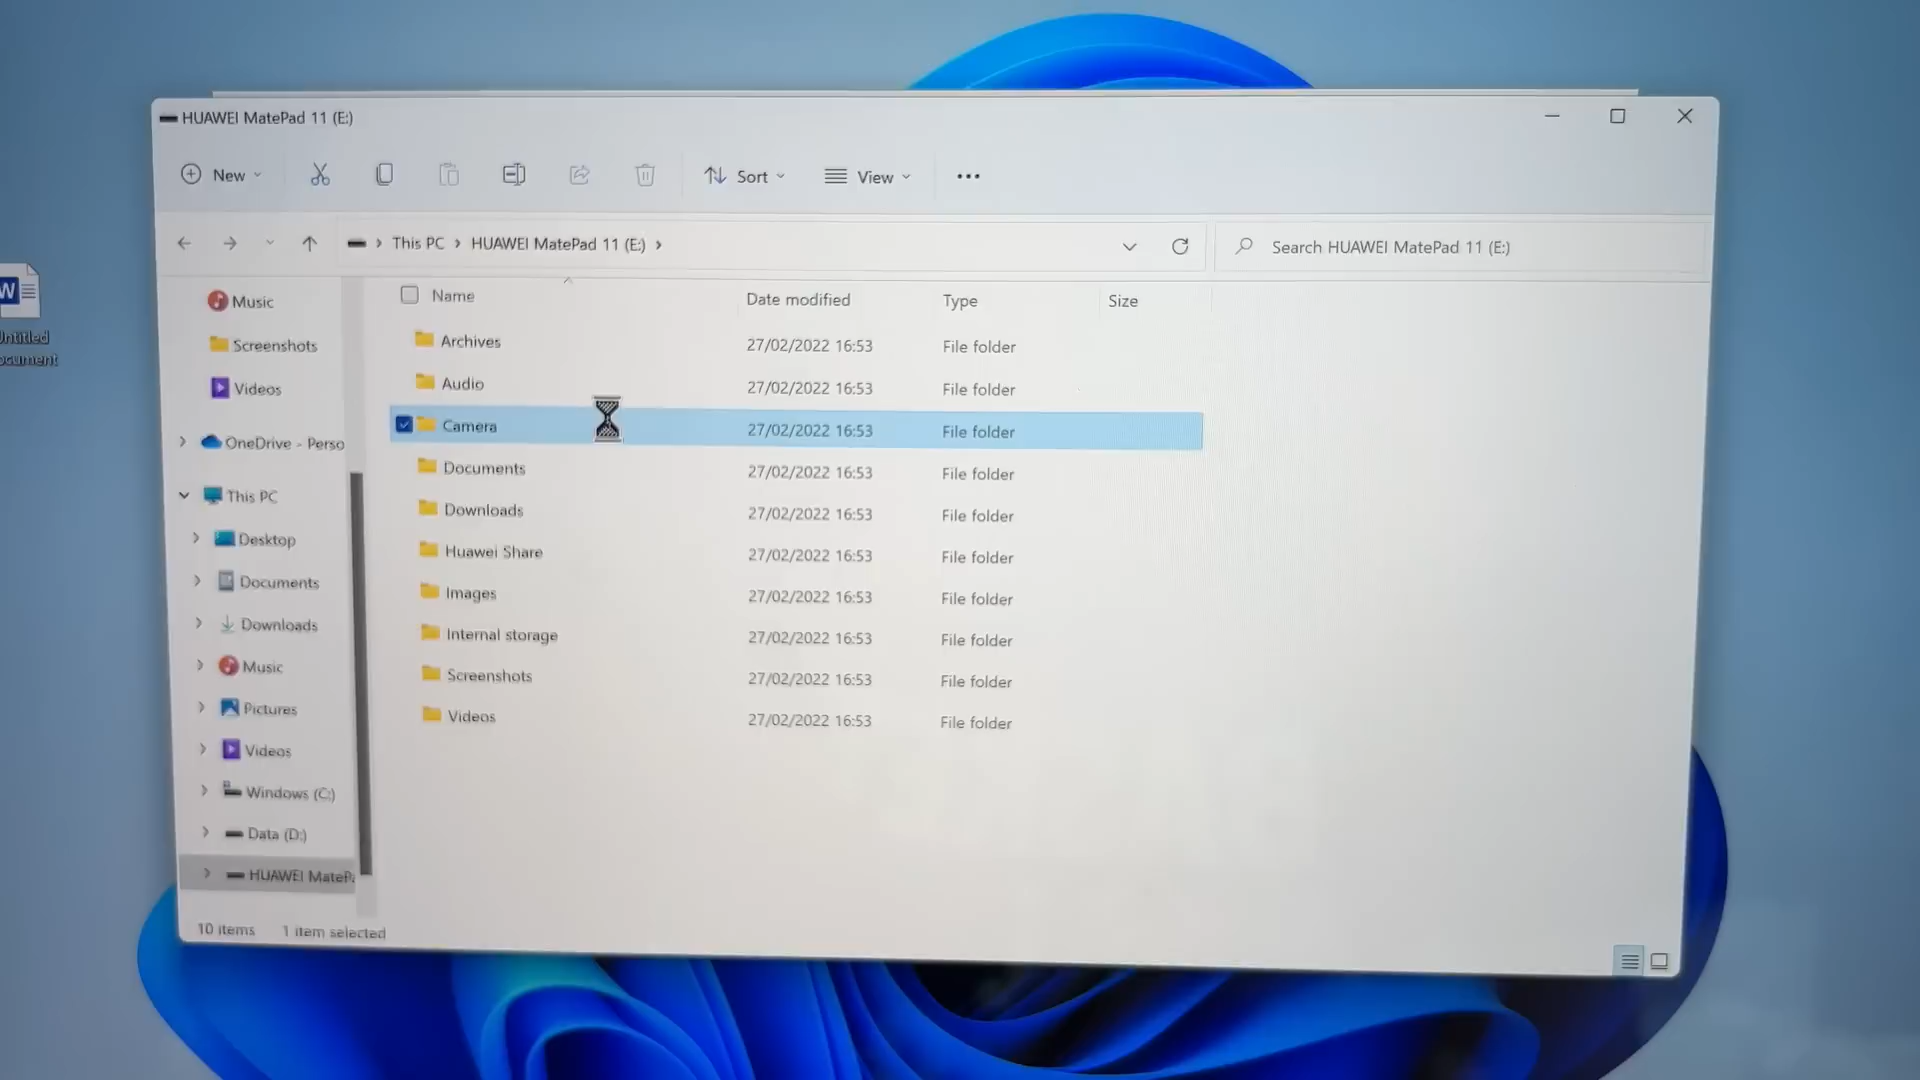 HUAWEI MatePad 11 (E:)
New
Sort
View
This PC > HUAWEI MatePad 11 (E:) >
Search HUAWEI MatePad 11 (E:)
Music
Screenshots
Videos
OneDrive - Perso
This PC
Desktop
Documents
Downloads
Music
Pictures
Videos
Windows (C:)
Data (D:)
HUAWEI MateP
Name Date modified Type Size
Archives 27/02/2022 16:53 File folder
Audio 27/02/2022 16:53 File folder
Camera 27/02/2022 16:53 File folder
Documents 27/02/2022 16:53 File folder
Downloads 27/02/2022 16:53 File folder
Huawei Share 27/02/2022 16:53 File folder
Images 27/02/2022 16:53 File folder
Internal storage 27/02/2022 16:53 File folder
Screenshots 27/02/2022 16:53 File folder
Videos 27/02/2022 16:53 File folder
10 items 1 item selected
W
Untitled
ocument